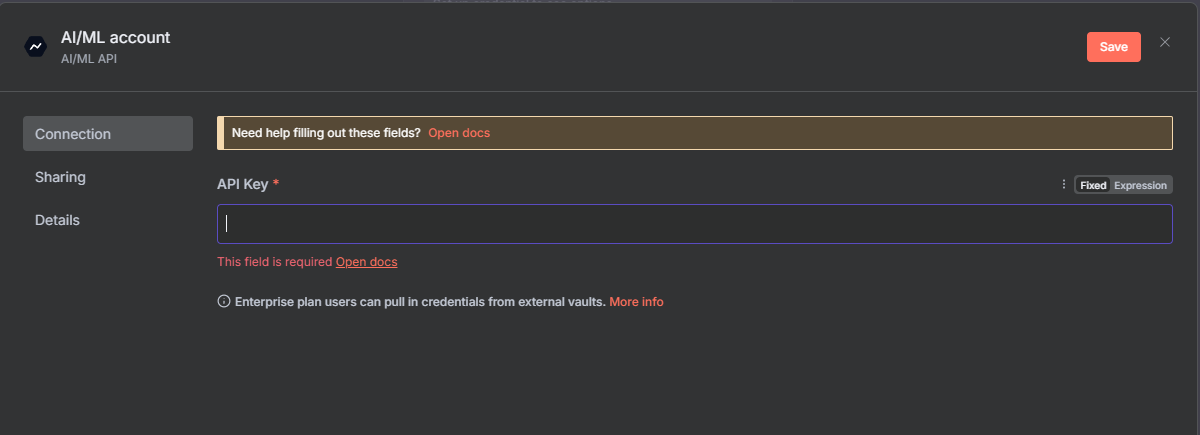 AI/ML account
AI/ML API
Save
Connection
Sharing
Details
Need help filling out these fields? Open docs
API Key *
Fixed Expression
This field is required Open docs
Enterprise plan users can pull in credentials from external vaults. More info